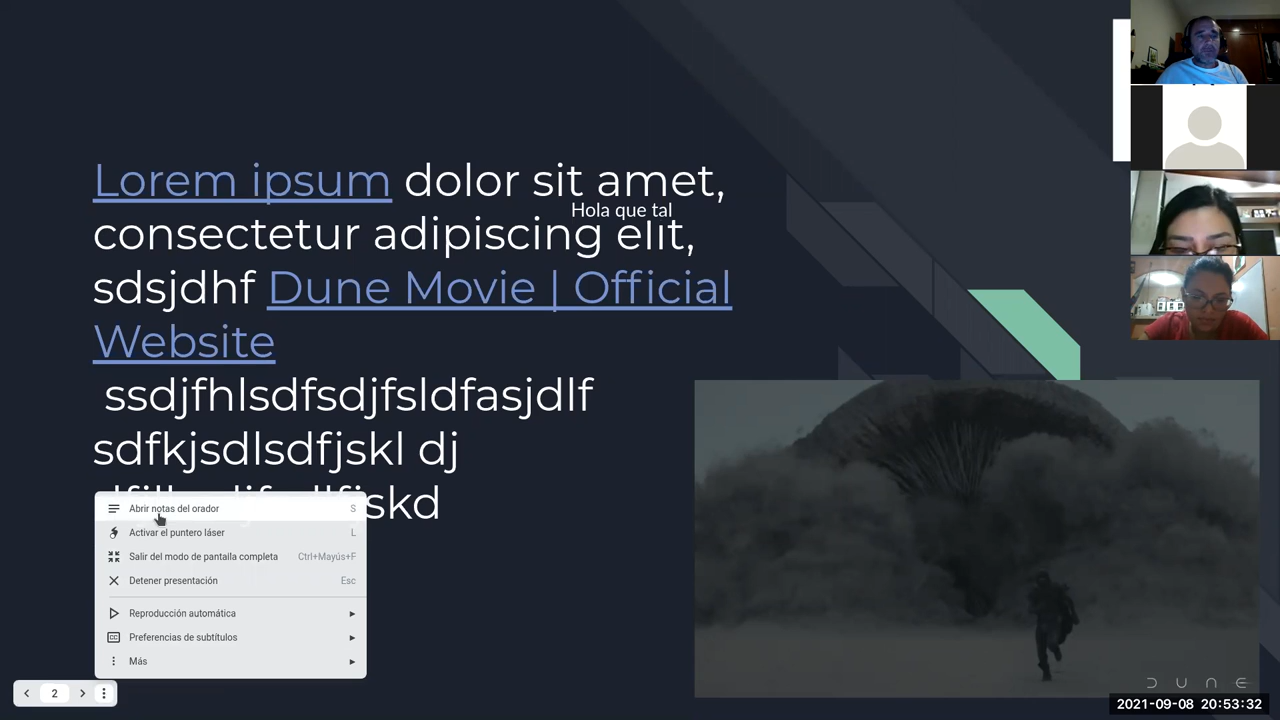 Lorem ipsum dolor sit amet,
Hola que tal
consectetur adipiscing elit,
sdsjdhf Dune Movie | Official
Website
ssdjfhlsdfsdjfsldfasjdlf
sdfkjsdlsdfjskl dj
Abrir notas del orador S
Activar el puntero láser L
Salir del modo de pantalla completa Ctrl+Mayús+F
Detener presentación Esc
Reproducción automática
Preferencias de subtítulos
Más
2
DUNE
2021-09-08 20:53:32